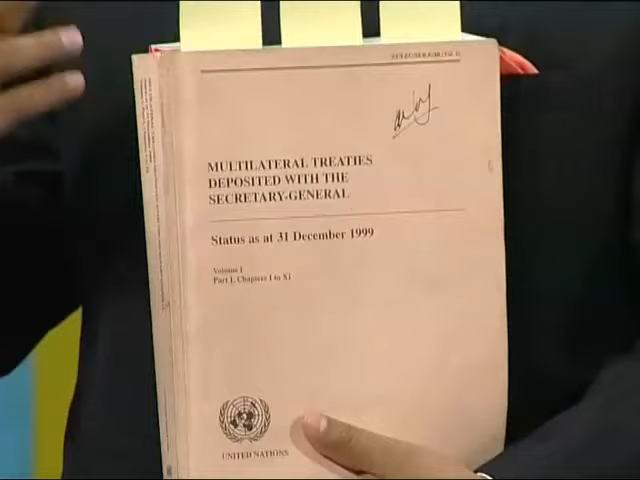 MULTILATERAL TREATIES
DEPOSITED WITH THE
SECRETARY-GENERAL
Status as at 31 December 1999
Volume I
Part I, Chapters I to XI
UNITED NATIONS